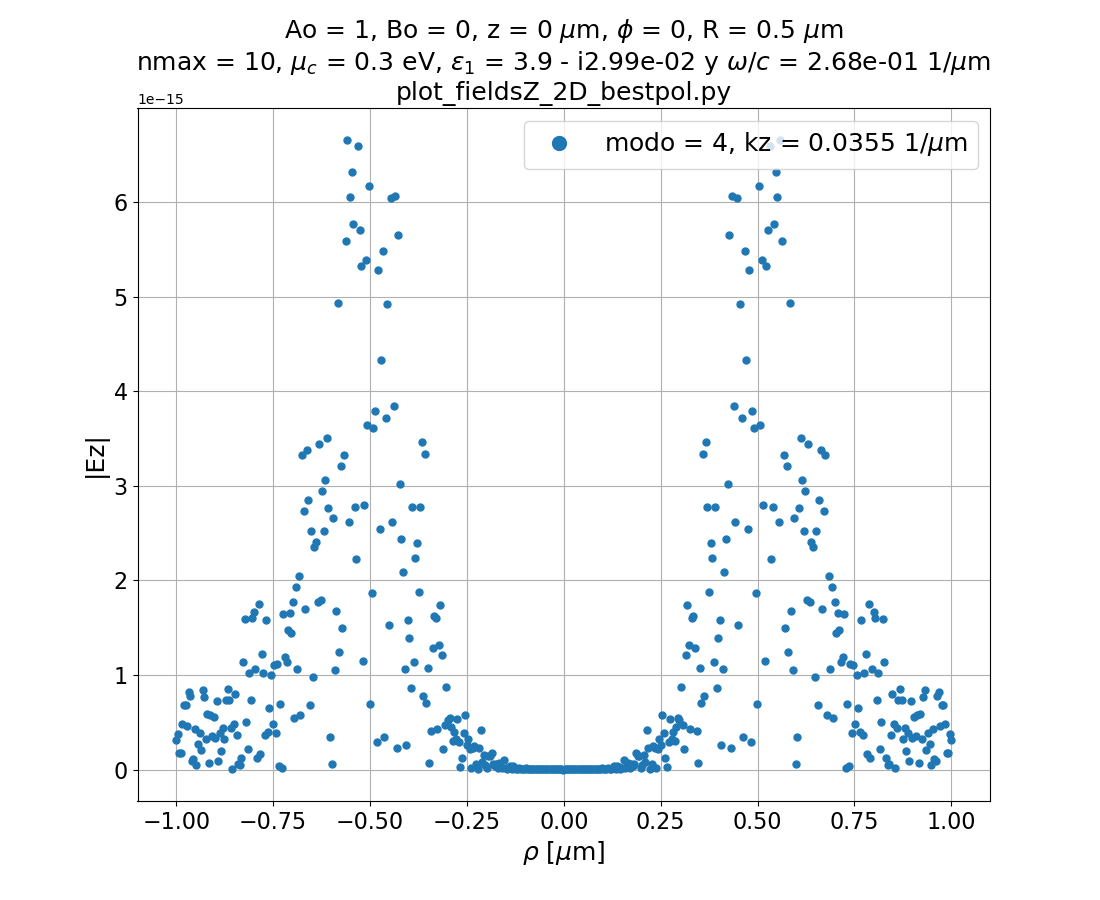 Ao = 1, Bo = 0, z = 0 μm, ϕ = 0, R = 0.5 μm
nmax = 10, μc = 0.3 eV, ε1 = 3.9 - i2.99e-02 y ω/c = 2.68e-01 1/μm
plot_fieldsZ_2D_bestpol.py
1e−15
modo = 4, kz = 0.0355 1/μm
6
5
4
3
2
1
0
|Ez|
−1.00 −0.75 −0.50 −0.25 0.00 0.25 0.50 0.75 1.00
ρ [μm]